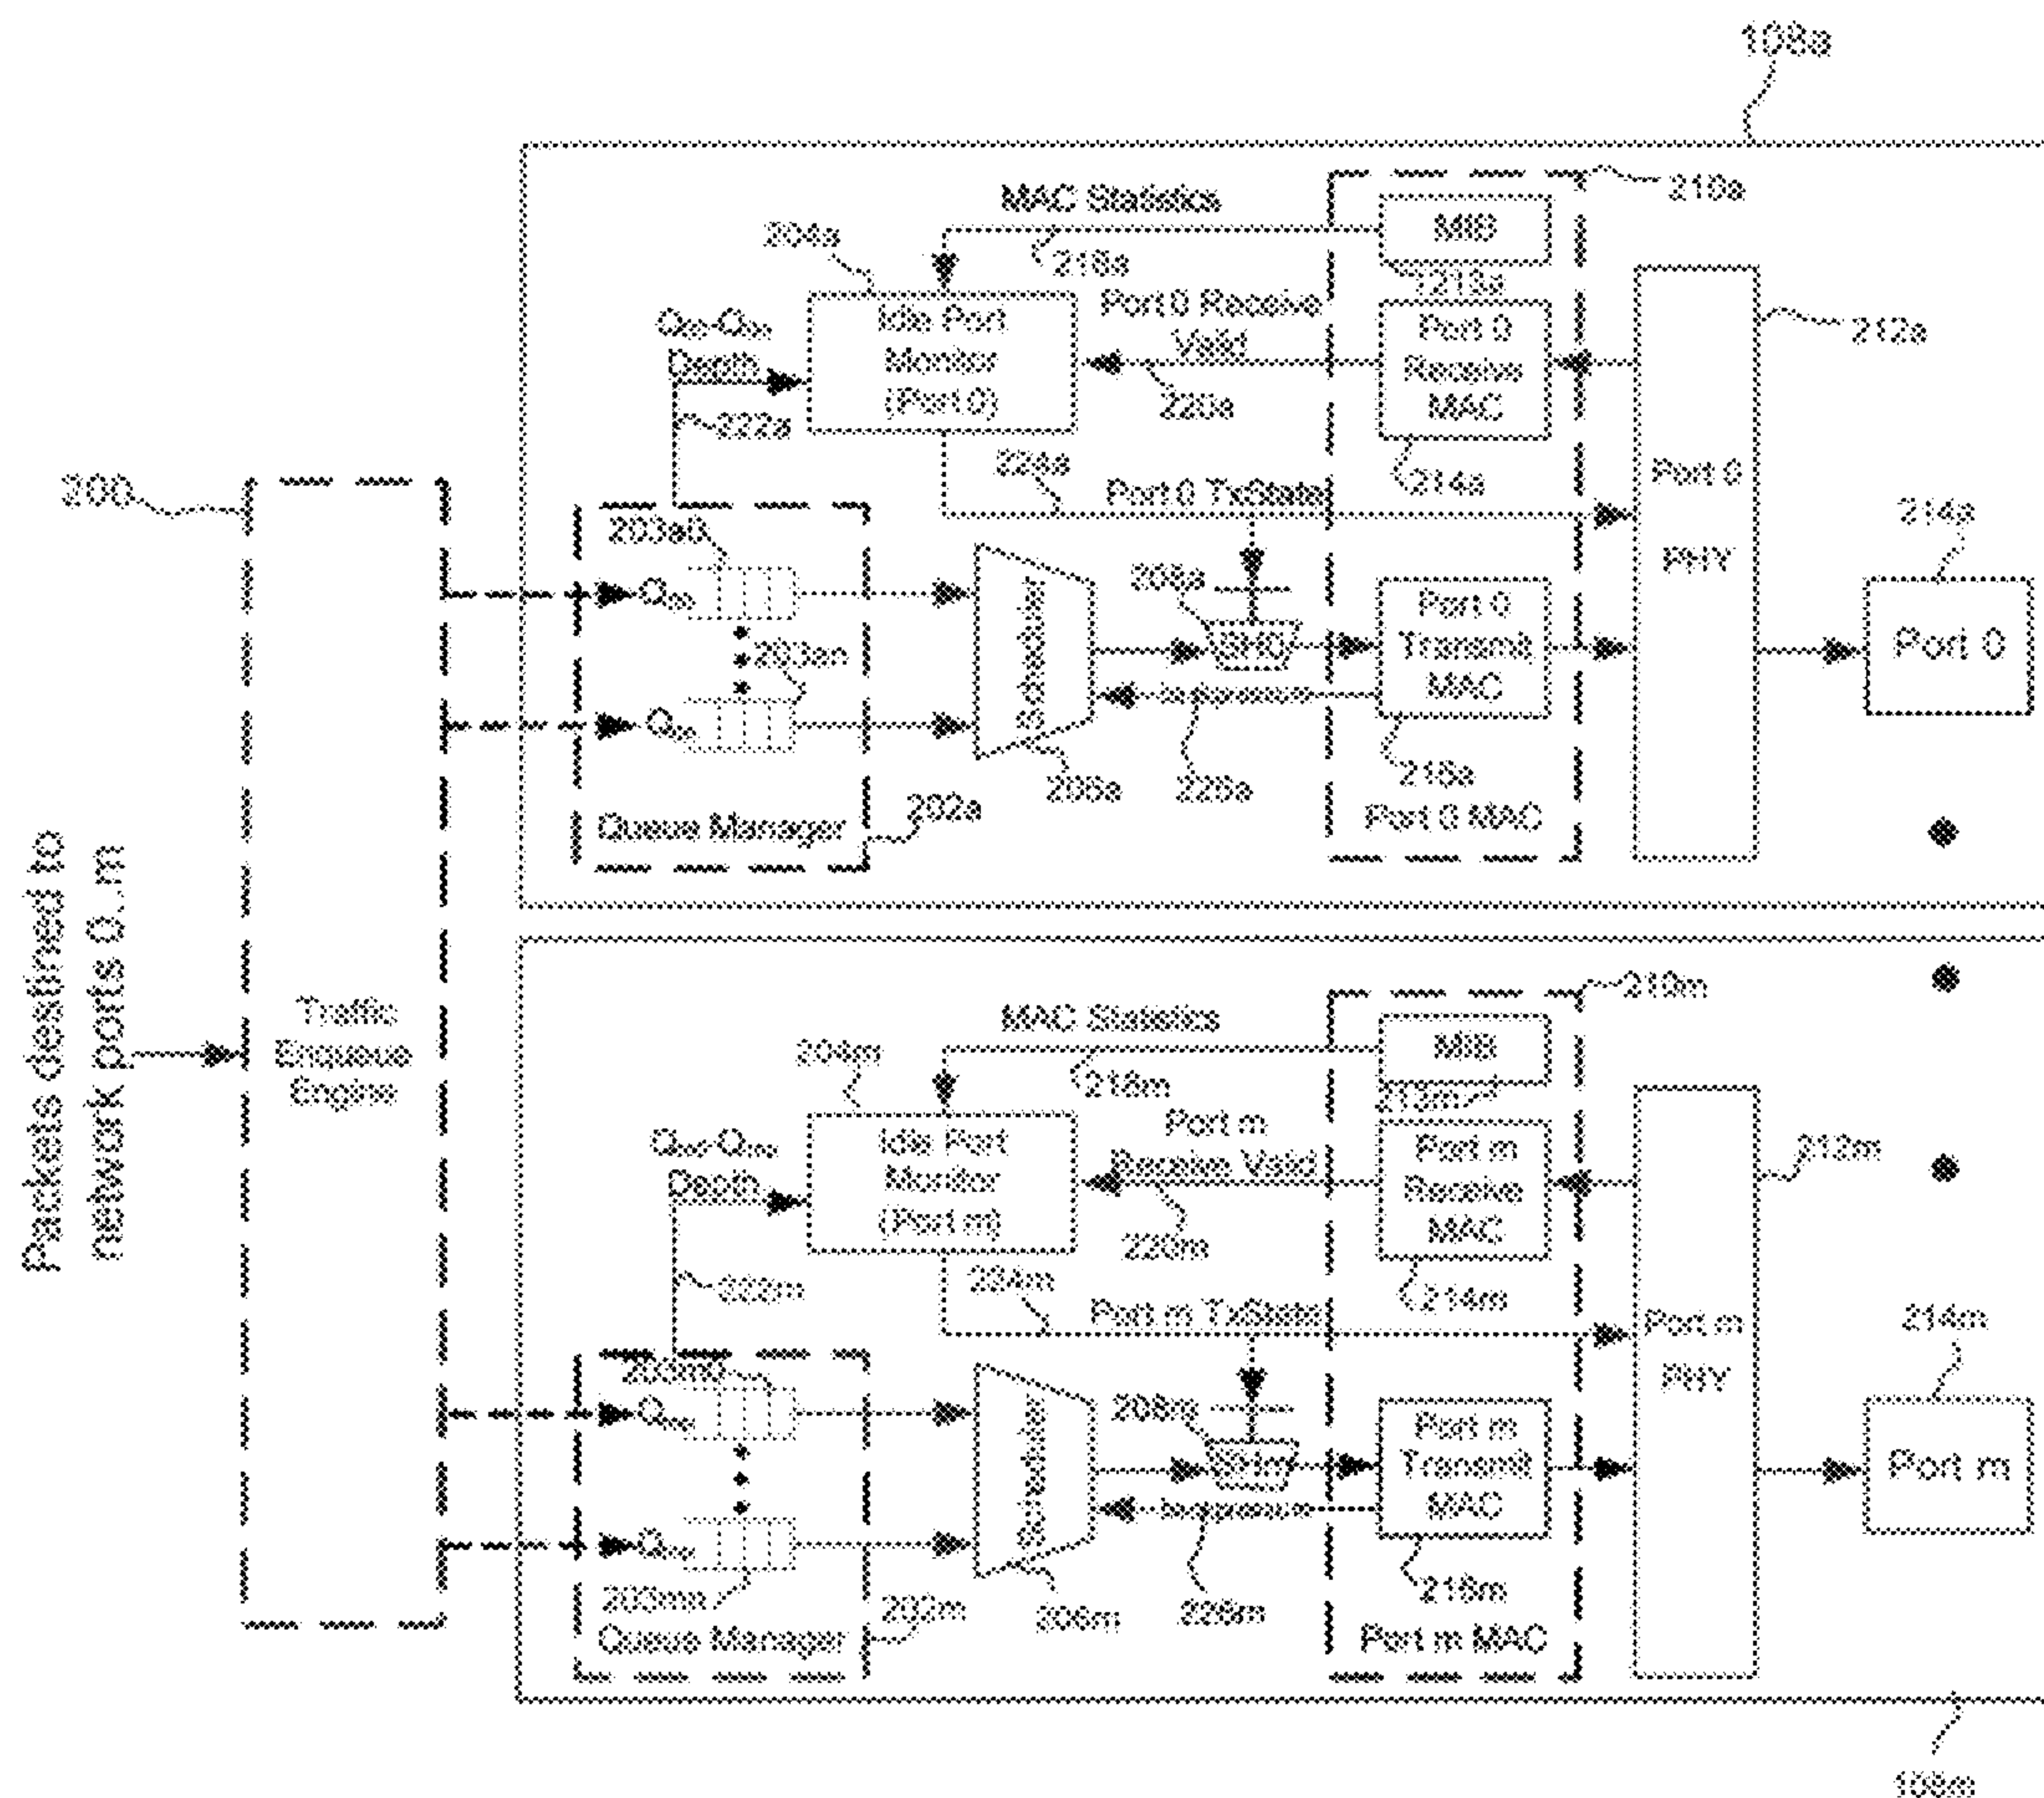 108a
MAC Statistics
210a
MIB
204a
218a
213a
Port 0 Receive
Valid
Idle Port
Monitor
(Port 0)
Depth
Port 0
Receive
MAC
212a
220a
222a
224a
214a
Port 0 TxState
200
203a0
Port 0
PHY
214a
208a
Scheduler
Port 0
Transmit
MAC
Port 0
203an
206a
226a
216a
202a
Queue Manager
Port 0 MAC
Packets destined to
network ports 0..m
Traffic
Enqueue
Engine
MAC Statistics
210m
MIB
204m
218m
213m
Port m
Receive Valid
Idle Port
Monitor
(Port m)
Depth
Port m
Receive
MAC
212m
220m
222m
224m
214m
Port m TxState
Port m
PHY
214m
203m0
208m
Scheduler
Port m
Transmit
MAC
Port m
203mn
202m
206m
226m
216m
Queue Manager
Port m MAC
108m